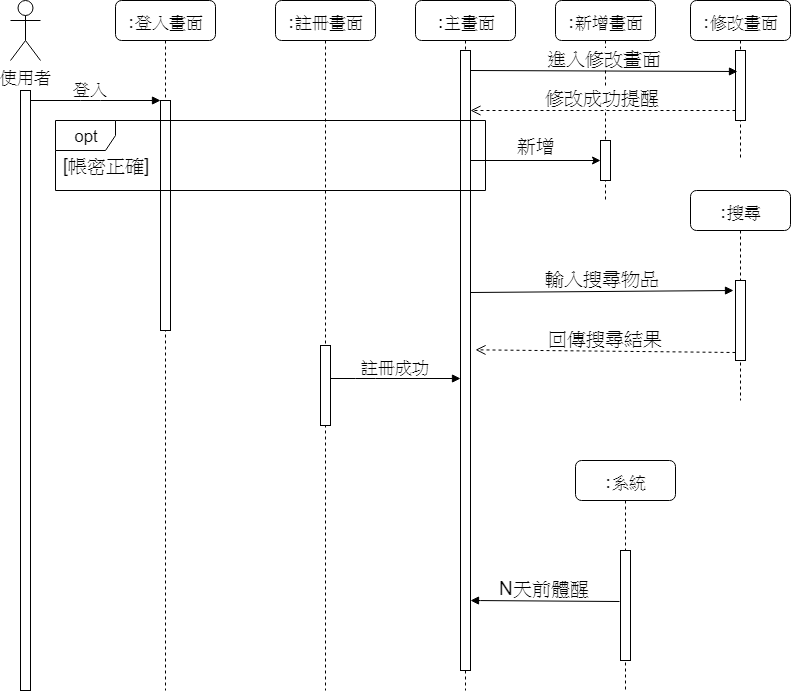 :登入畫面
:註冊畫面
:主畫面
:新增畫面
:修改畫面
使用者
登入
進入修改畫面
修改成功提醒
opt
[帳密正確]
新增
:搜尋
輸入搜尋物品
回傳搜尋結果
註冊成功
:系統
N天前體醒